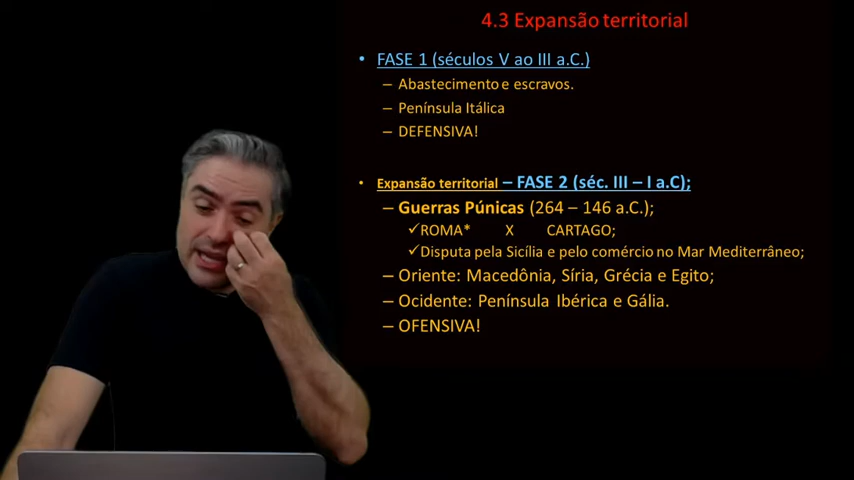 4.3 Expansão territorial
• FASE 1 (séculos V ao III a.C.)
– Abastecimento e escravos.
– Península Itálica
– DEFENSIVA!
• Expansão territorial – FASE 2 (séc. III – I a.C);
– Guerras Púnicas (264 – 146 a.C.);
✓ROMA* X CARTAGO;
✓Disputa pela Sicília e pelo comércio no Mar Mediterrâneo;
– Oriente: Macedônia, Síria, Grécia e Egito;
– Ocidente: Península Ibérica e Gália.
– OFENSIVA!